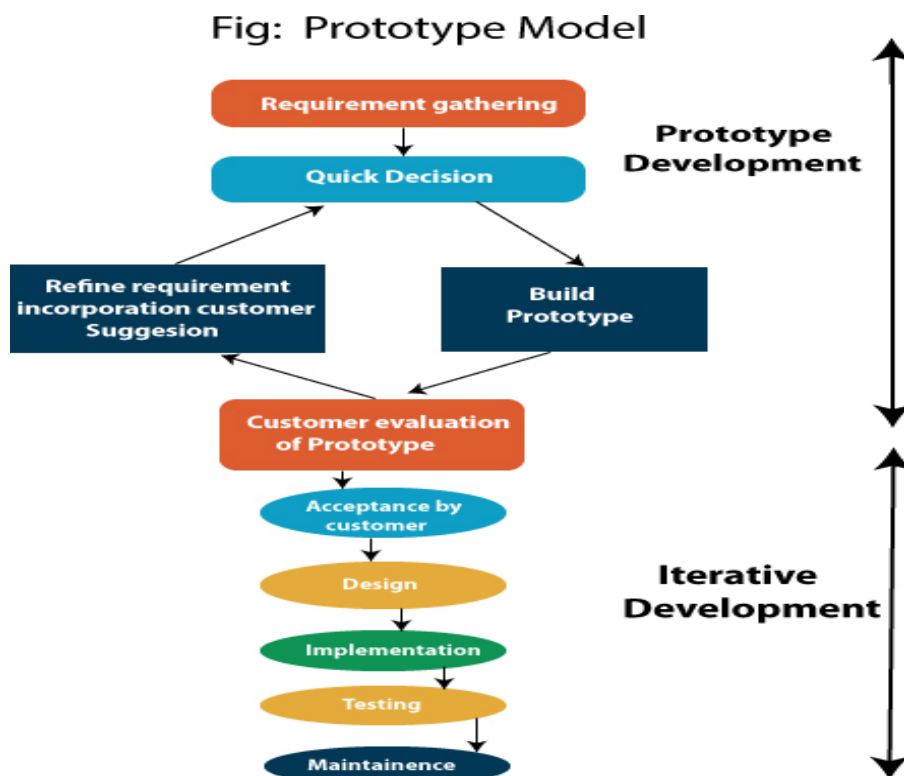 Fig: Prototype Model
Requirement gathering
Prototype
Development
Quick Decision
Refine requirement
incorporation customer
Suggesion
Build
Prototype
Customer evaluation
of Prototype
Acceptance by
customer
Design
Iterative
Development
Implementation
Testing
Maintainence